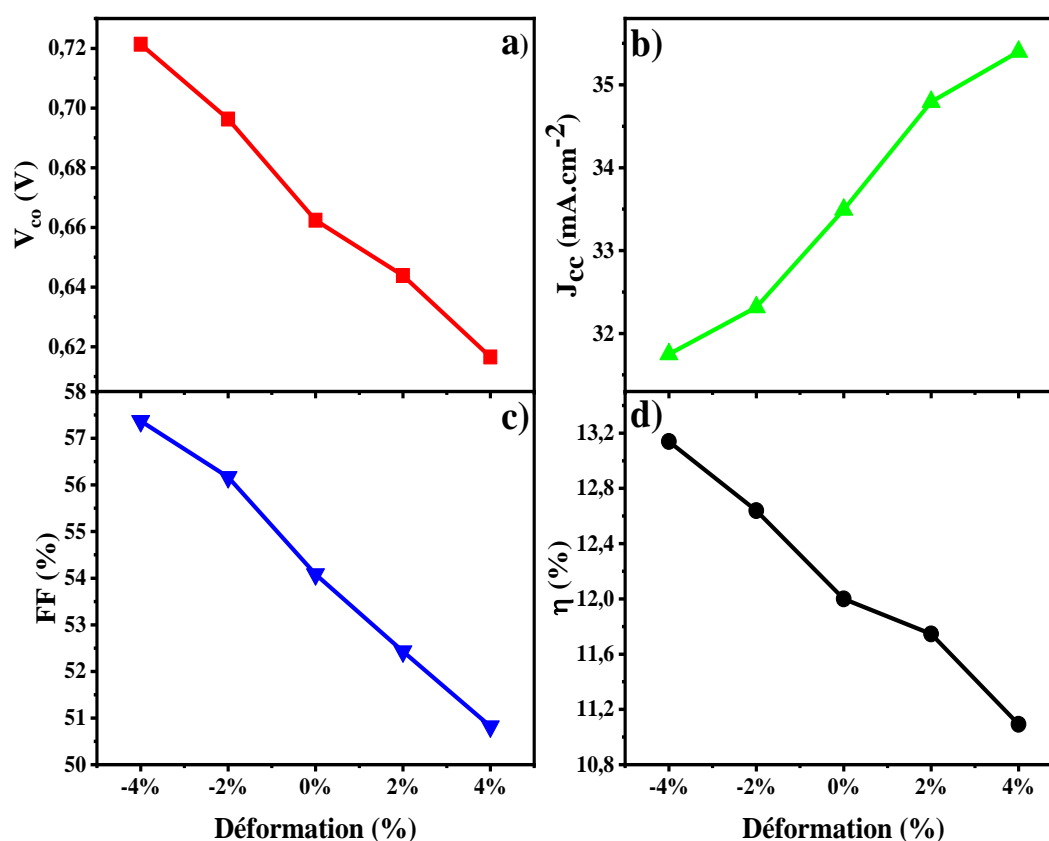 a)
0,72
0,70
0,68
0,66
0,64
0,62
V_co (V)
b)
35
34
33
32
J_cc (mA.cm^-2)
c)
58
57
56
55
54
53
52
51
50
FF (%)
-4% -2% 0% 2% 4%
Déformation (%)
d)
13,2
12,8
12,4
12,0
11,6
11,2
10,8
η (%)
-4% -2% 0% 2% 4%
Déformation (%)